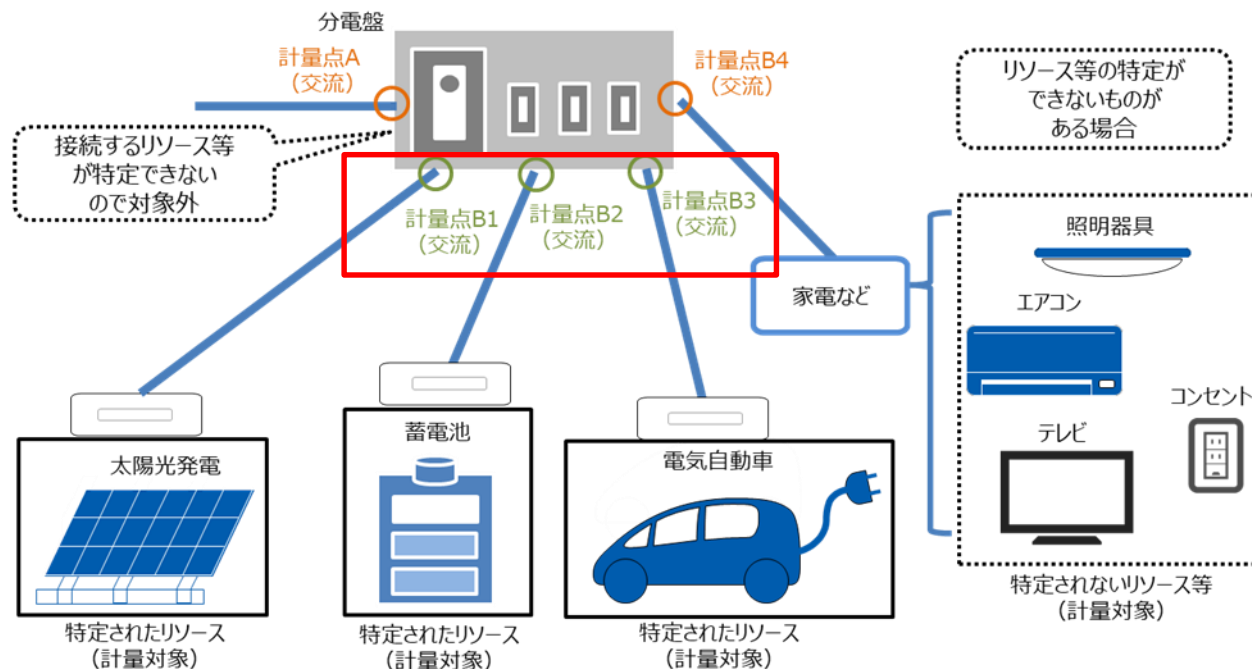 分電盤
計量点A
（交流）
計量点B4
（交流）
リソース等の特定が
できないものが
ある場合
接続するリソース等
が特定できない
ので対象外
計量点B1
（交流）
計量点B2
（交流）
計量点B3
（交流）
家電など
照明器具
エアコン
コンセント
テレビ
太陽光発電
蓄電池
電気自動車
特定されたリソース
（計量対象）
特定されたリソース
（計量対象）
特定されたリソース
（計量対象）
特定されないリソース等
（計量対象）